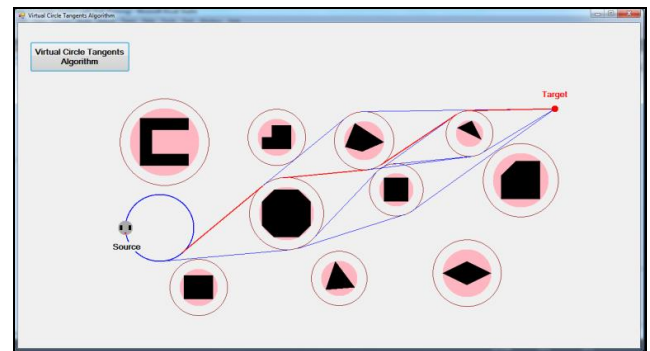 Virtual Circle Tangents Algorithm
Virtual Circle Tangents
Algorithm
Target
Source